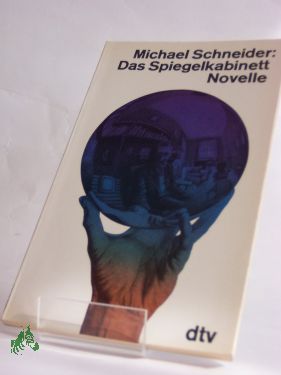 Michael Schneider:
Das Spiegelkabinett
Novelle
dtv